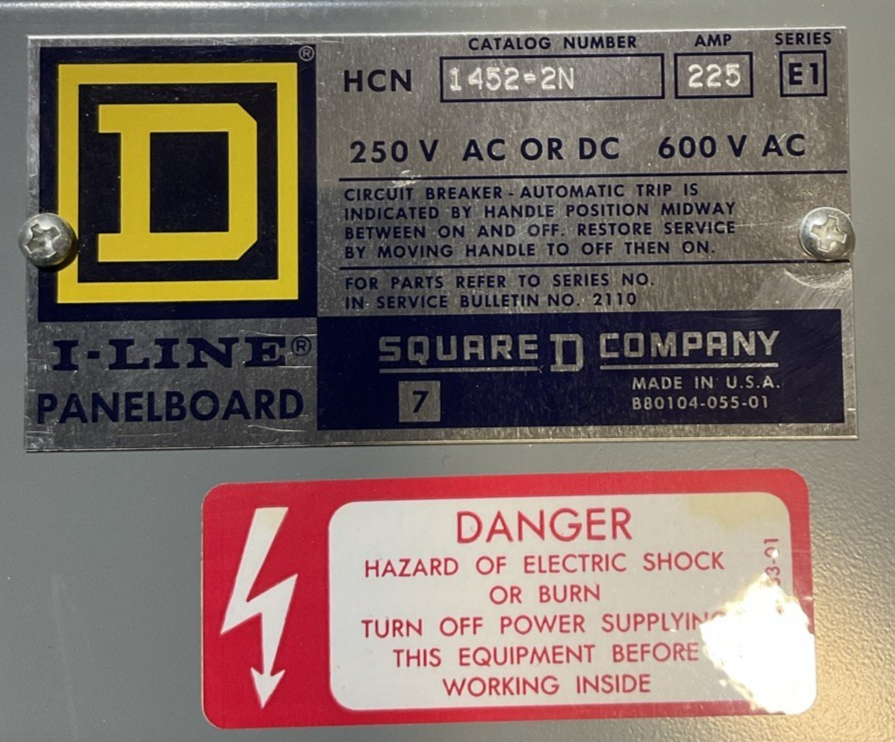 CATALOG NUMBER AMP SERIES
HCN 1452-2N 225 E1
250 V AC OR DC 600 V AC
CIRCUIT BREAKER - AUTOMATIC TRIP IS
INDICATED BY HANDLE POSITION MIDWAY
BETWEEN ON AND OFF. RESTORE SERVICE
BY MOVING HANDLE TO OFF THEN ON.
FOR PARTS REFER TO SERIES NO.
IN SERVICE BULLETIN NO. 2110
D®
I-LINE®
PANELBOARD
SQUARE D COMPANY
7
MADE IN U.S.A.
B80104-055-01
DANGER
HAZARD OF ELECTRIC SHOCK
OR BURN
TURN OFF POWER SUPPLYING
THIS EQUIPMENT BEFORE
WORKING INSIDE